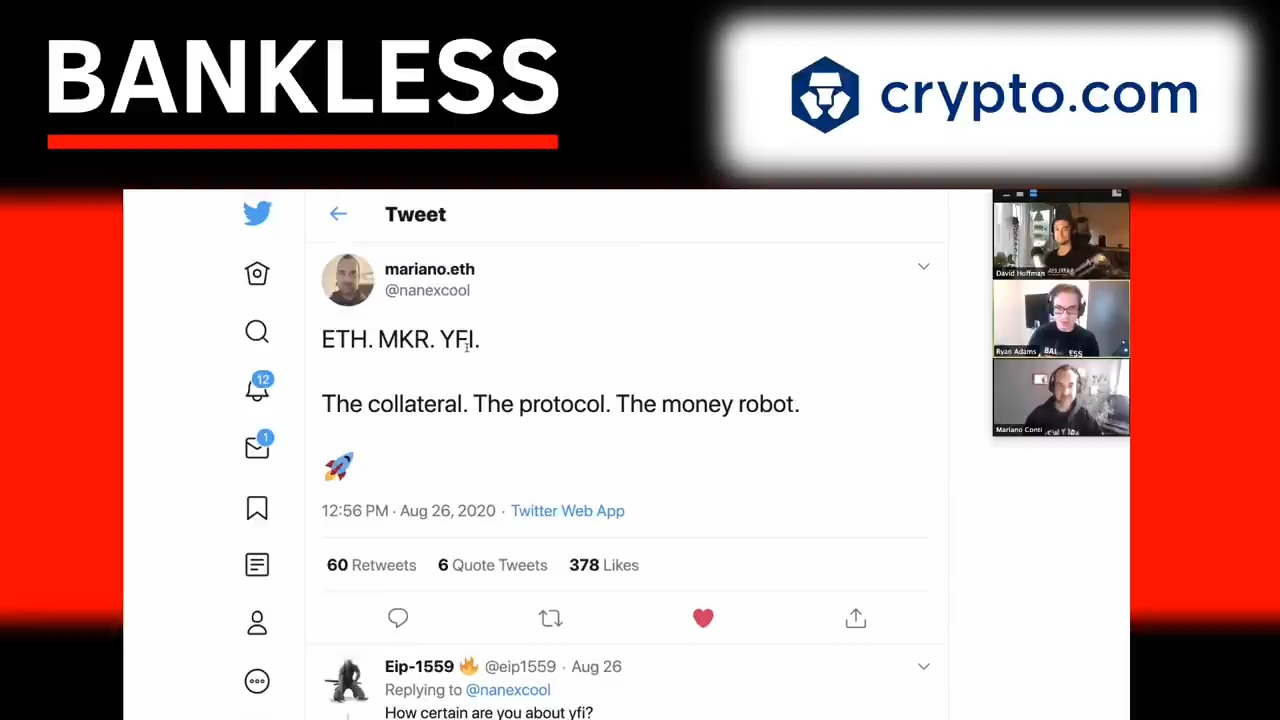 BANKLESS
crypto.com
Tweet
mariano.eth
@nanexcool
ETH. MKR. YFI.
The collateral. The protocol. The money robot.
🚀
12:56 PM · Aug 26, 2020 · Twitter Web App
60 Retweets 6 Quote Tweets 378 Likes
12
1
Eip-1559 🔥 @eip1559 · Aug 26
Replying to @nanexcool
How certain are you about yfi?
David Hoffman
Ryan Adams
Mariano Conti